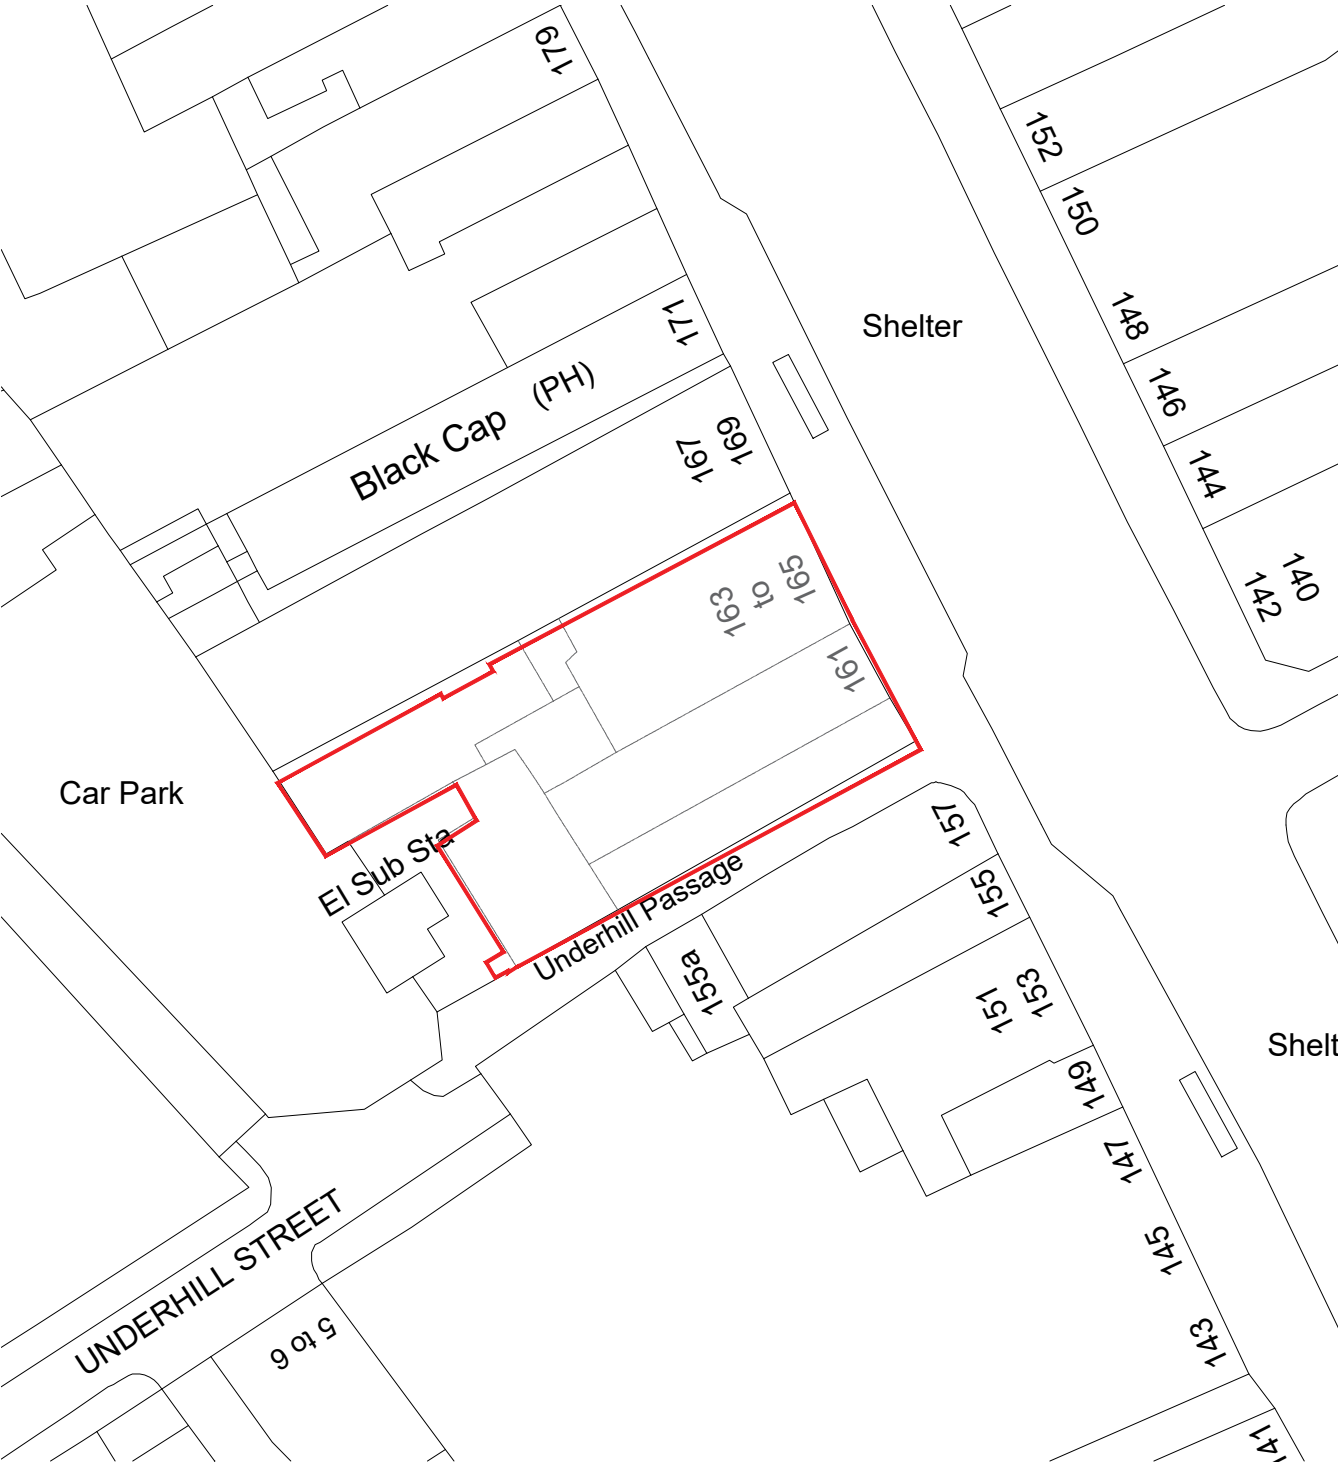 179
152
150
148
Shelter
171
146
Black Cap (PH)
169
167
144
140
142
165
to
163
161
Car Park
El Sub Sta
157
Underhill Passage
155
155a
153
151
Shelt
149
147
UNDERHILL STREET
145
5 to 6
143
141